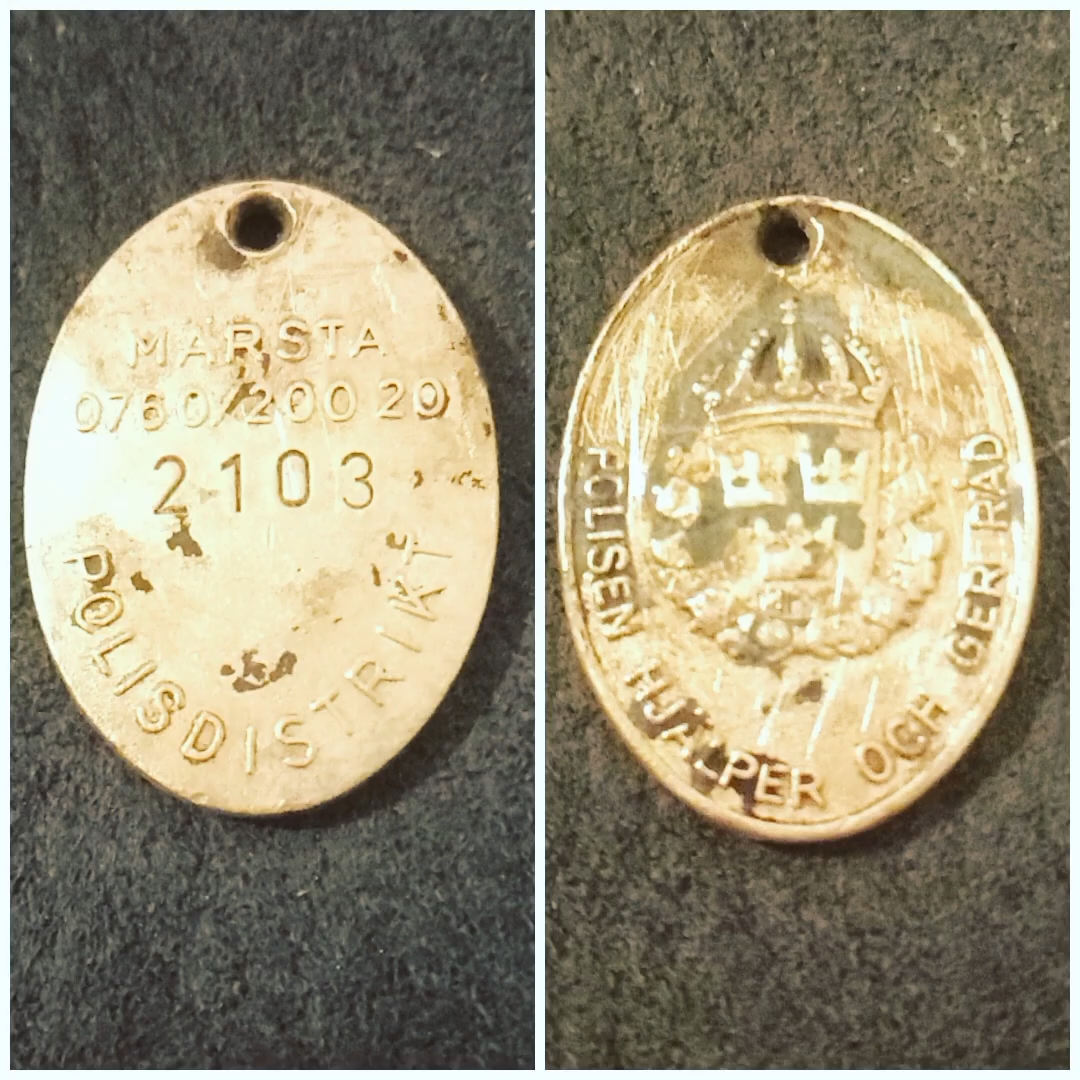 MÄRSTA
0760/200 20
2103
POLISDISTRIKT
POLISEN HJÄLPER OCH GER RÅD